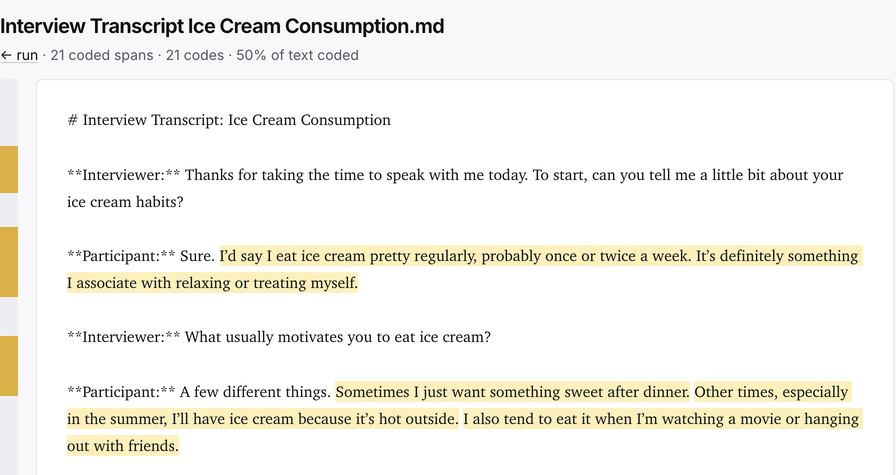 Interview Transcript Ice Cream Consumption.md
← run · 21 coded spans · 21 codes · 50% of text coded
# Interview Transcript: Ice Cream Consumption
**Interviewer:** Thanks for taking the time to speak with me today. To start, can you tell me a little bit about your
ice cream habits?
**Participant:** Sure. I’d say I eat ice cream pretty regularly, probably once or twice a week. It’s definitely something
I associate with relaxing or treating myself.
**Interviewer:** What usually motivates you to eat ice cream?
**Participant:** A few different things. Sometimes I just want something sweet after dinner. Other times, especially
in the summer, I’ll have ice cream because it’s hot outside. I also tend to eat it when I’m watching a movie or hanging
out with friends.